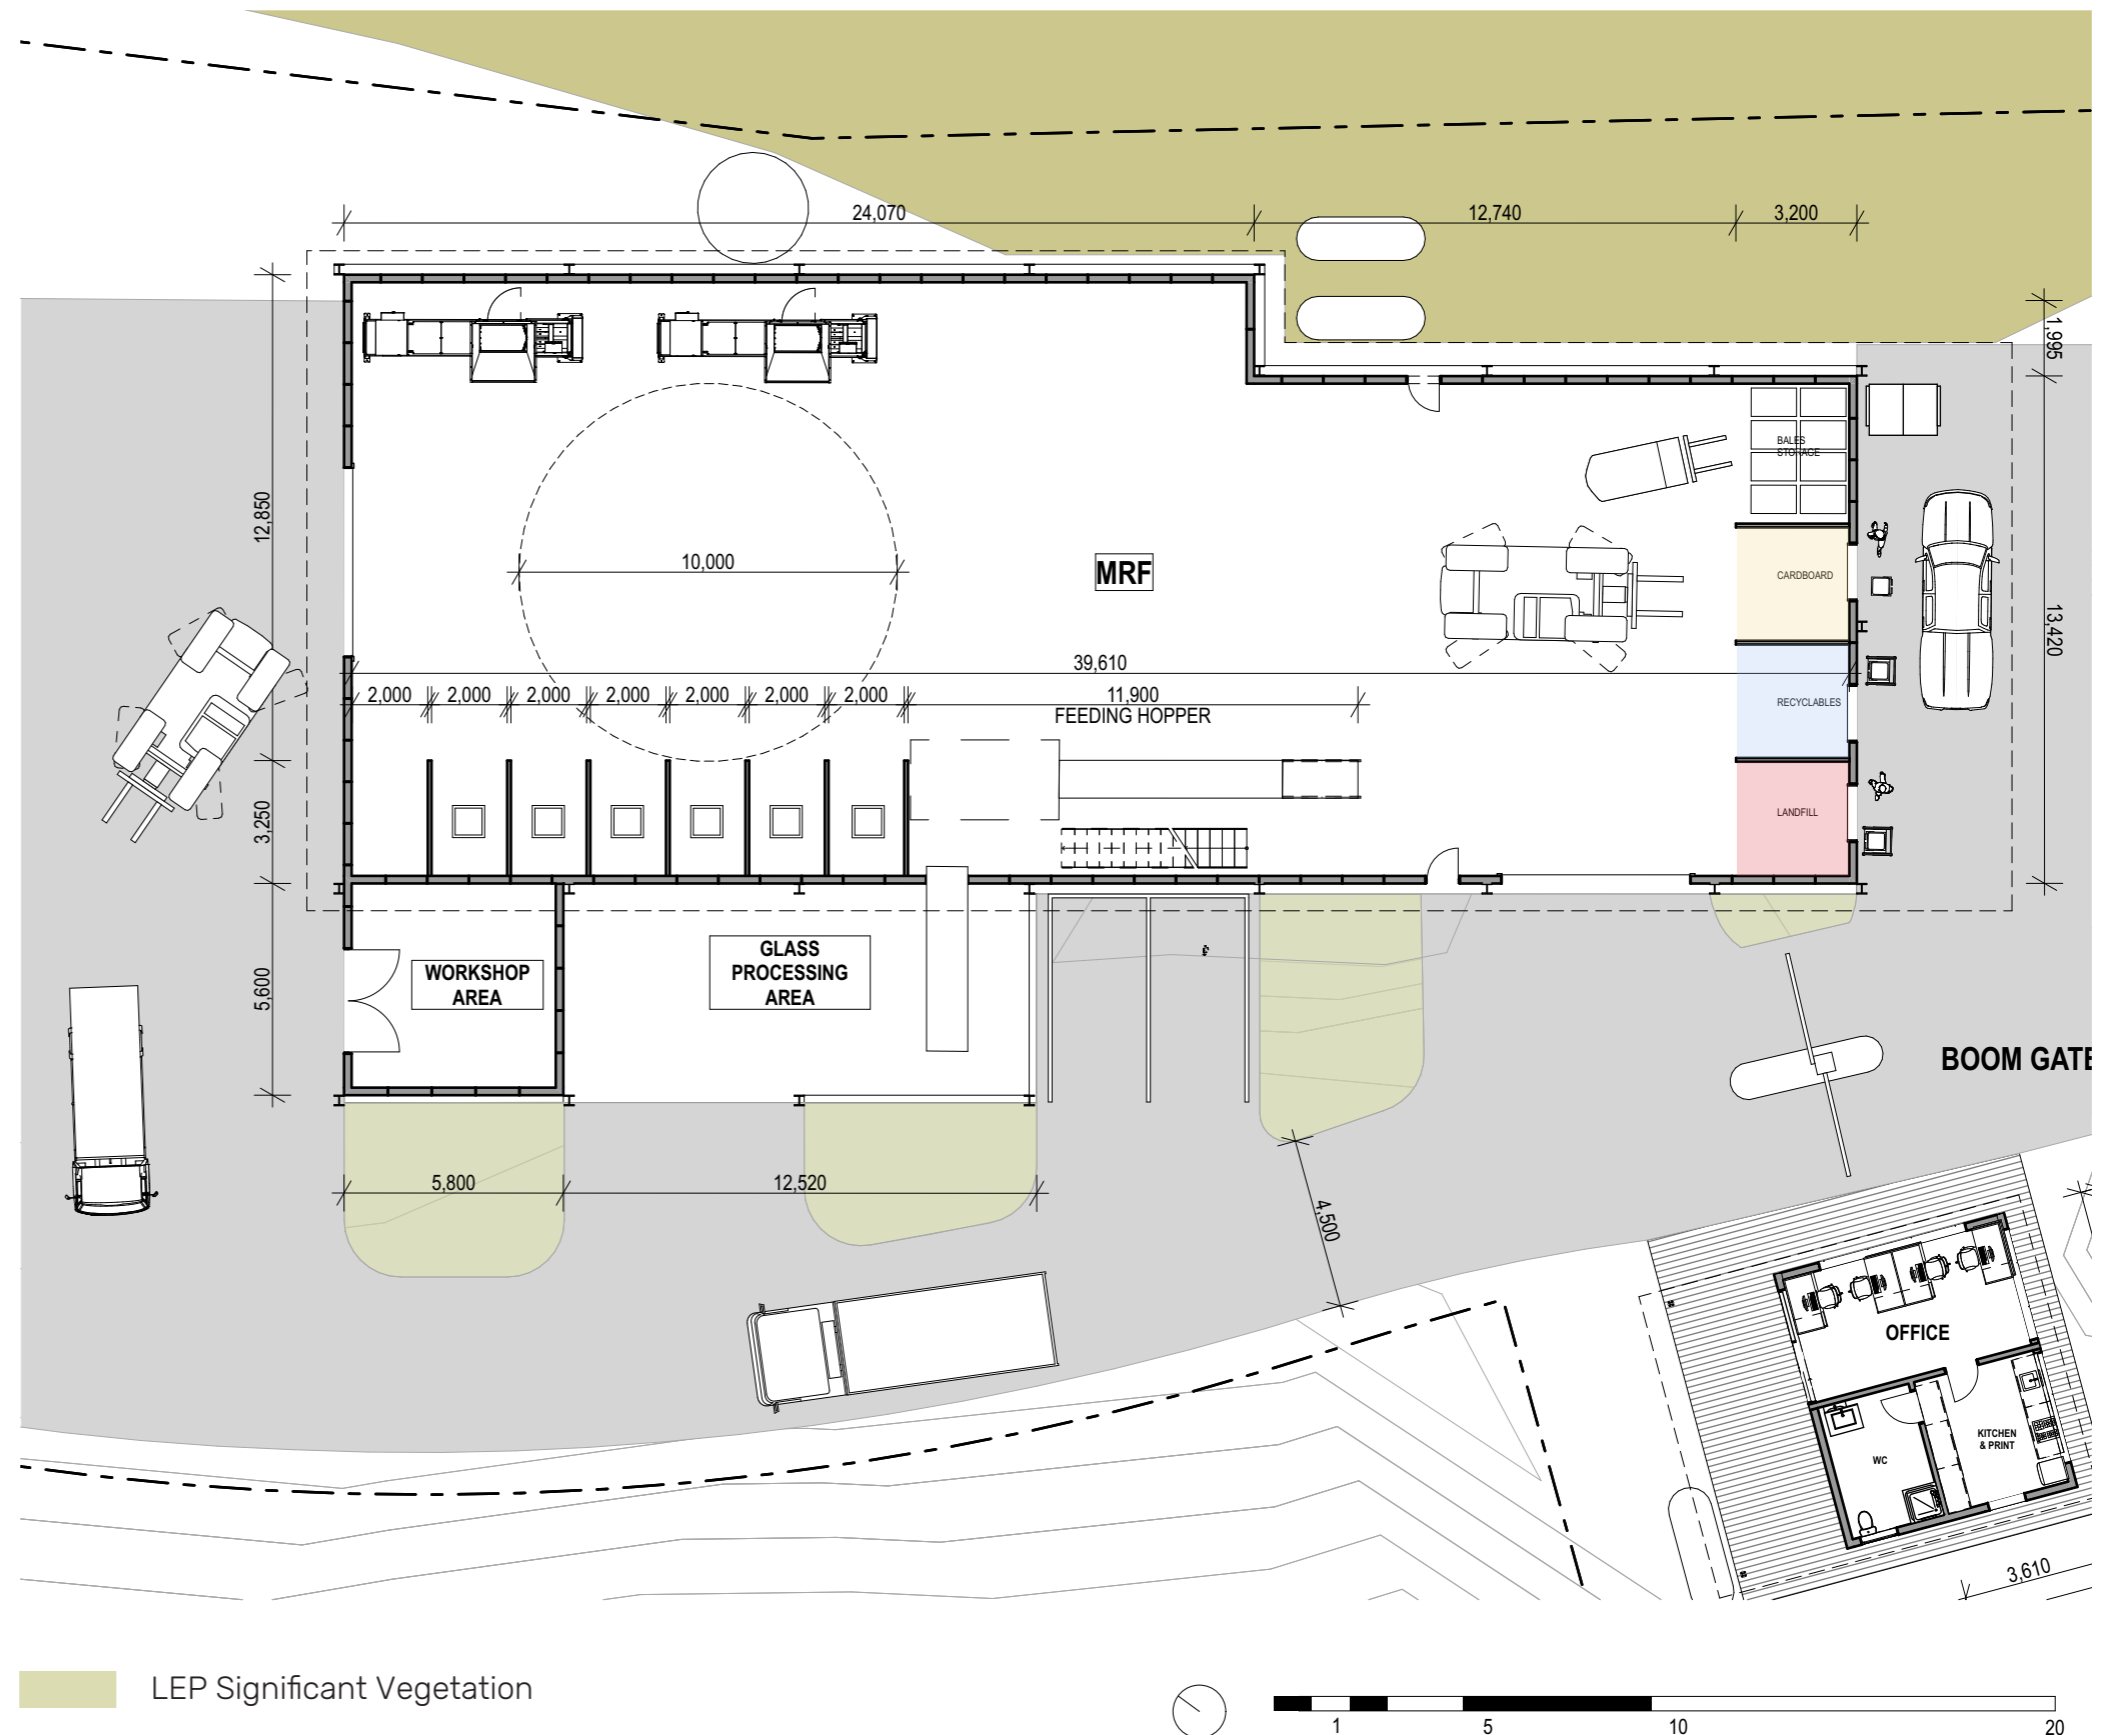 24,070
12,740
3,200
1,995
12,850
10,000
MRF
BALES
STORAGE
CARDBOARD
13,420
39,610
2,000
2,000
2,000
2,000
2,000
2,000
2,000
11,900
FEEDING HOPPER
RECYCLABLES
3,250
LANDFILL
GLASS
PROCESSING
AREA
WORKSHOP
AREA
5,600
BOOM GATE
5,800
12,520
4,500
OFFICE
KITCHEN
& PRINT
WC
3,610
LEP Significant Vegetation
1
5
10
20